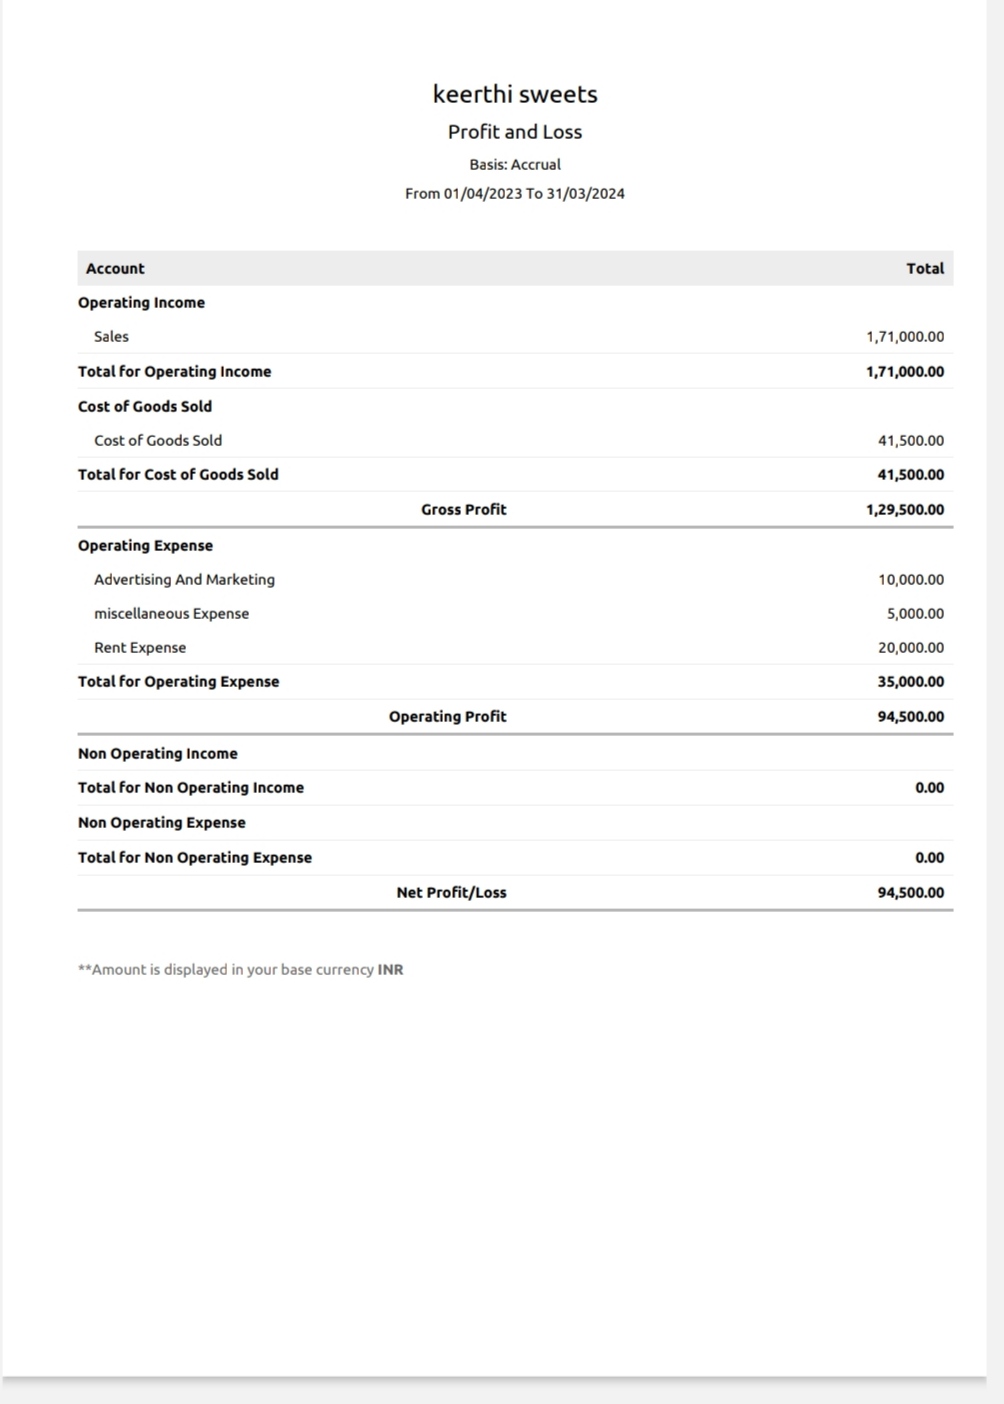 keerthi sweets
Profit and Loss
Basis: Accrual
From 01/04/2023 To 31/03/2024
Account Total
Operating Income
Sales 1,71,000.00
Total for Operating Income 1,71,000.00
Cost of Goods Sold
Cost of Goods Sold 41,500.00
Total for Cost of Goods Sold 41,500.00
Gross Profit 1,29,500.00
Operating Expense
Advertising And Marketing 10,000.00
miscellaneous Expense 5,000.00
Rent Expense 20,000.00
Total for Operating Expense 35,000.00
Operating Profit 94,500.00
Non Operating Income
Total for Non Operating Income 0.00
Non Operating Expense
Total for Non Operating Expense 0.00
Net Profit/Loss 94,500.00
**Amount is displayed in your base currency INR